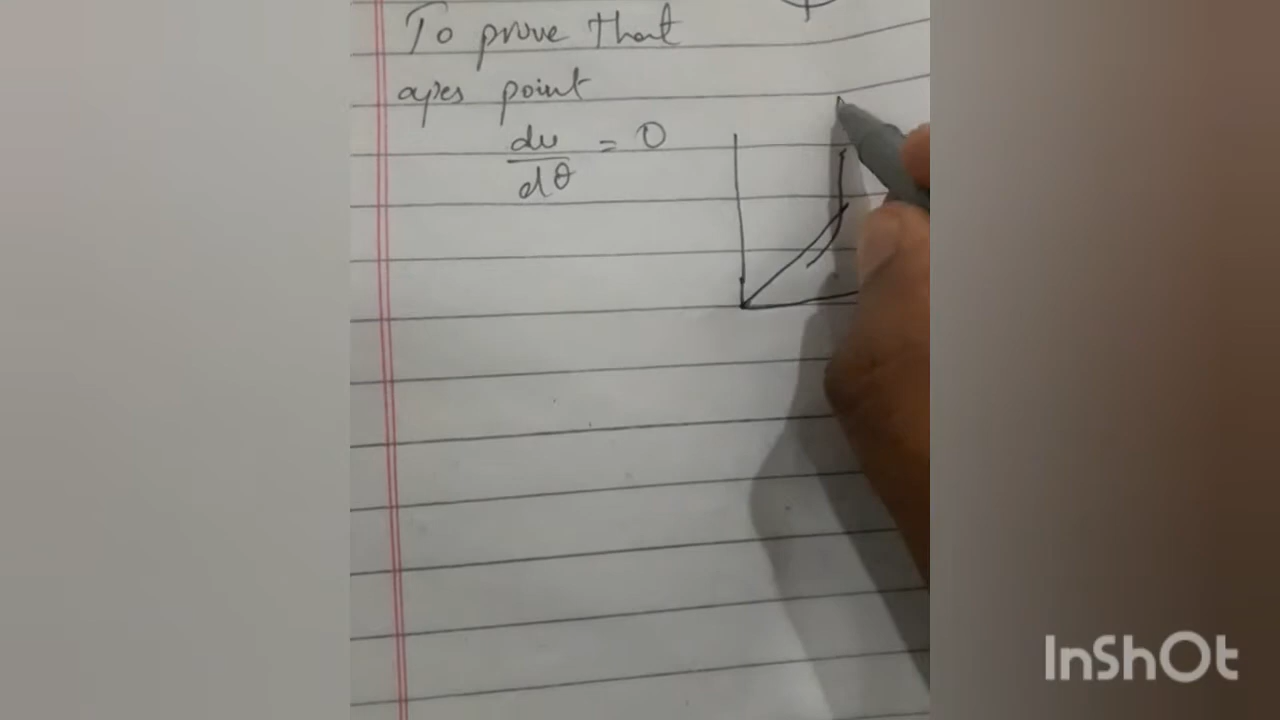 To prove that
apes point
du/dθ = 0
InShOt